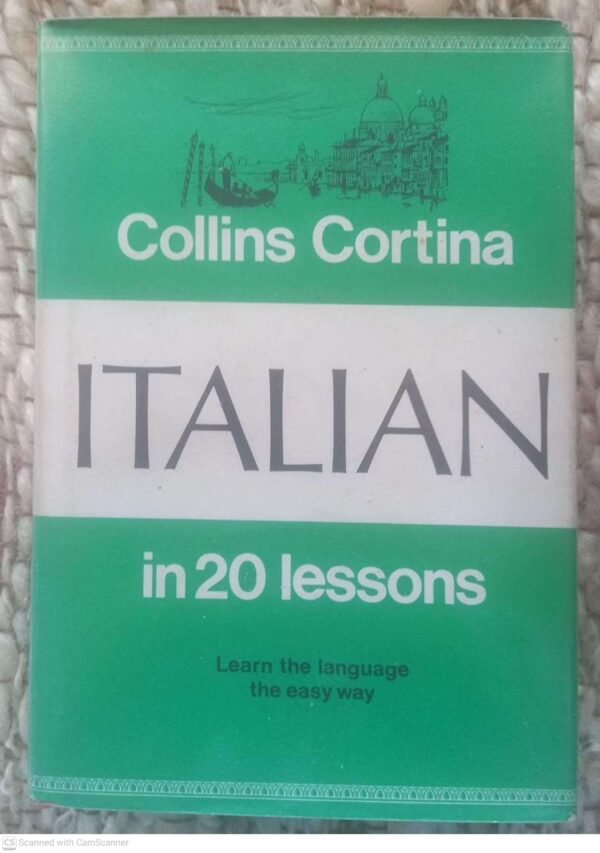 Collins Cortina
ITALIAN
in 20 lessons
Learn the language
the easy way
CS Scanned with CamScanner